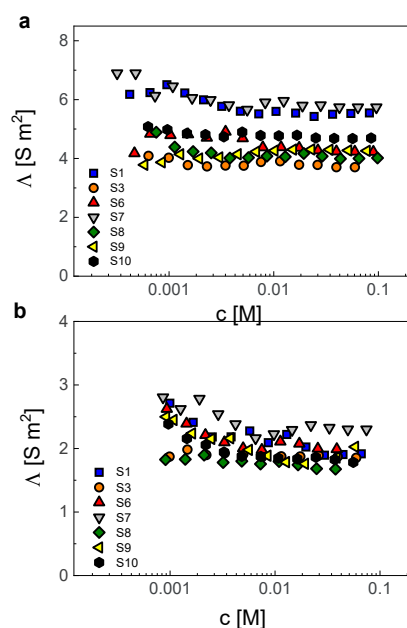 a
8
6
4
2
0
Λ [S m²]
S1
S3
S6
S7
S8
S9
S10
0.001
0.01
0.1
c [M]
b
4
3
2
1
0
Λ [S m²]
S1
S3
S6
S7
S8
S9
S10
0.001
0.01
0.1
c [M]